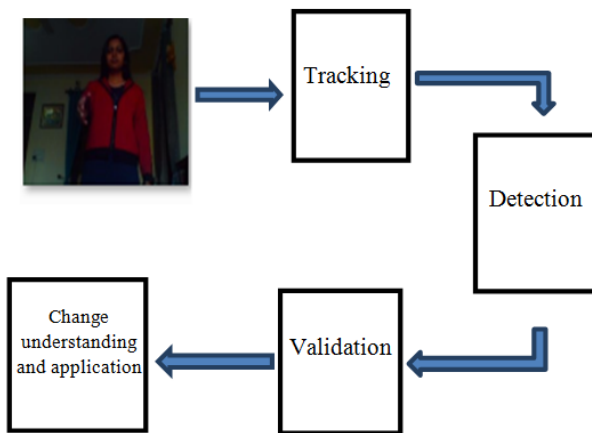 Tracking
Detection
Validation
Change
understanding
and application